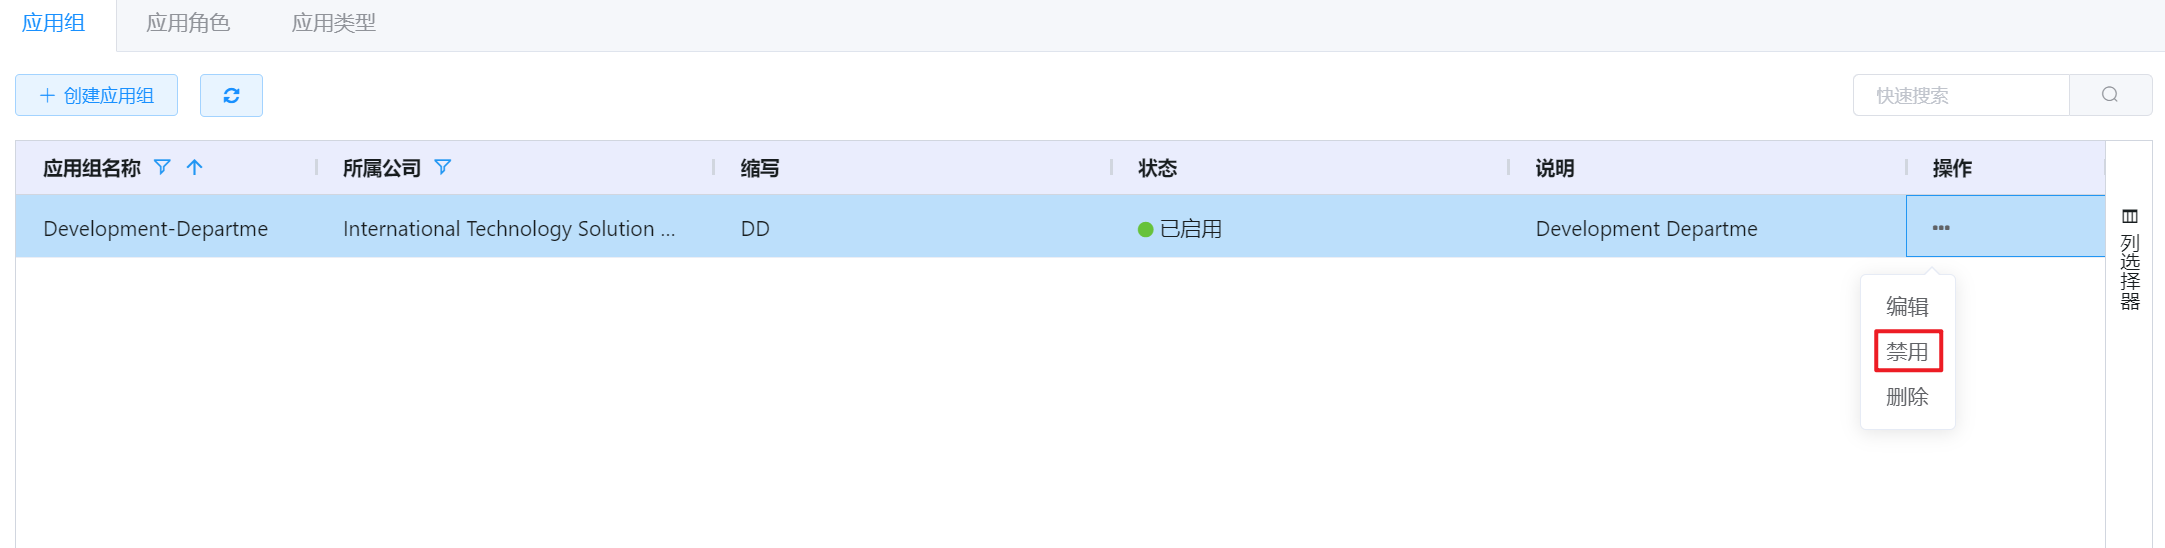 应用组 应用角色 应用类型
创建应用组
快速搜索
应用组名称 所属公司 缩写 状态 说明 操作
Development-Departme International Technology Solution ... DD 已启用 Development Departme ···
列选择器
编辑
禁用
删除